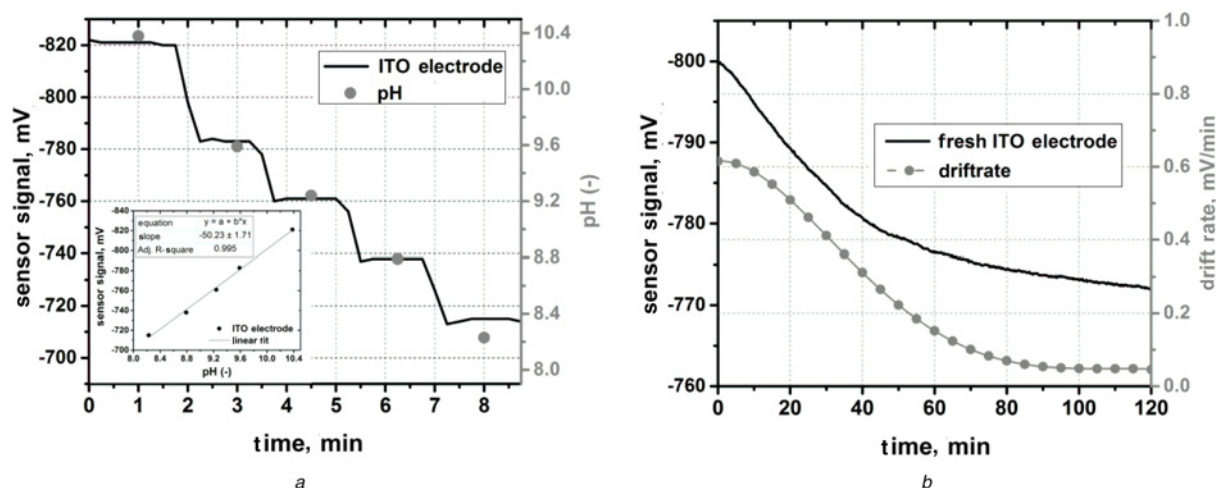 -820
-800
-780
-760
-740
-720
-700
sensor signal, mV
0 1 2 3 4 5 6 7 8
time, min
10.4
10.0
9.6
9.2
8.8
8.4
8.0
pH (-)
ITO electrode
pH
-840
-820
-800
-780
-760
-740
-720
-700
sensor signal, mV
equation y = a + b*x
slope -50.23 ± 1.71
Adj. R-square 0.995
ITO electrode
linear fit
8.0 8.4 8.8 9.2 9.6 10.0 10.4
pH (-)
a
-800
-790
-780
-770
-760
sensor signal, mV
0 20 40 60 80 100 120
time, min
1.0
0.8
0.6
0.4
0.2
0.0
drift rate, mV/min
fresh ITO electrode
driftrate
b